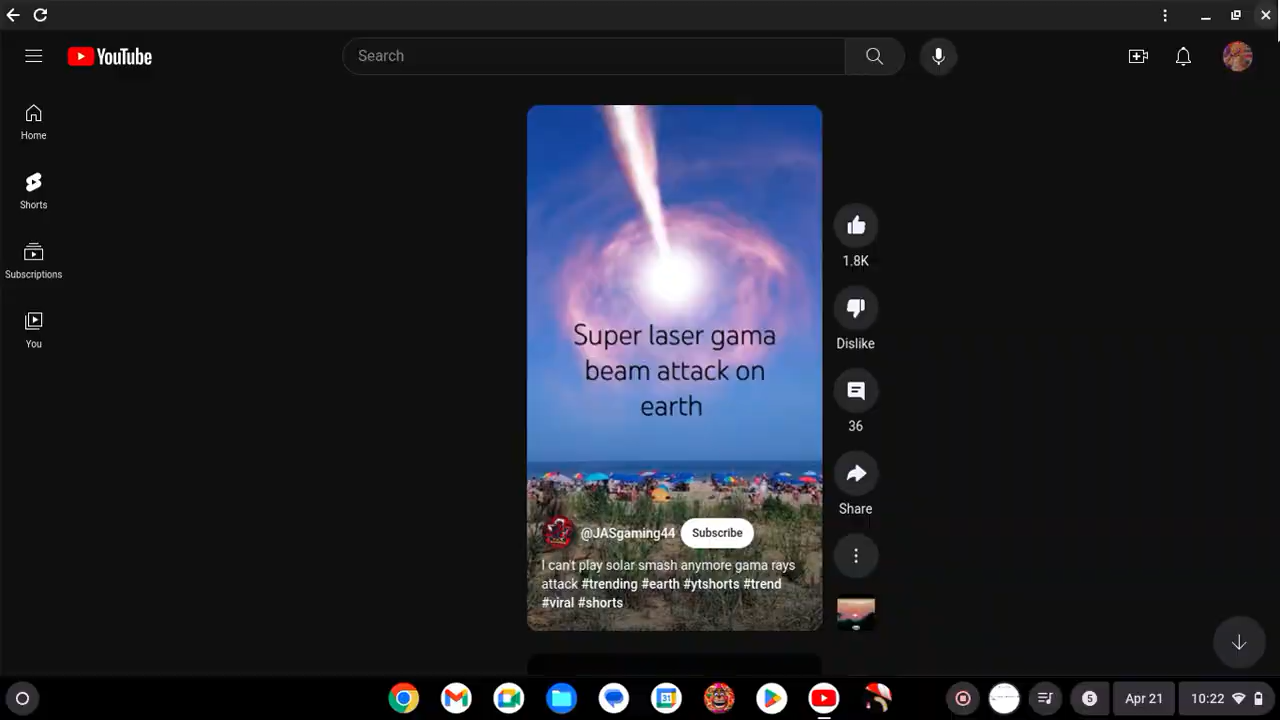 YouTube
Search
Home
Shorts
Subscriptions
You
Super laser gama
beam attack on
earth
@JASgaming44 Subscribe
I can't play solar smash anymore gama rays
attack #trending #earth #ytshorts #trend
#viral #shorts
1.8K
Dislike
36
Share
31
5
Apr 21
10:22